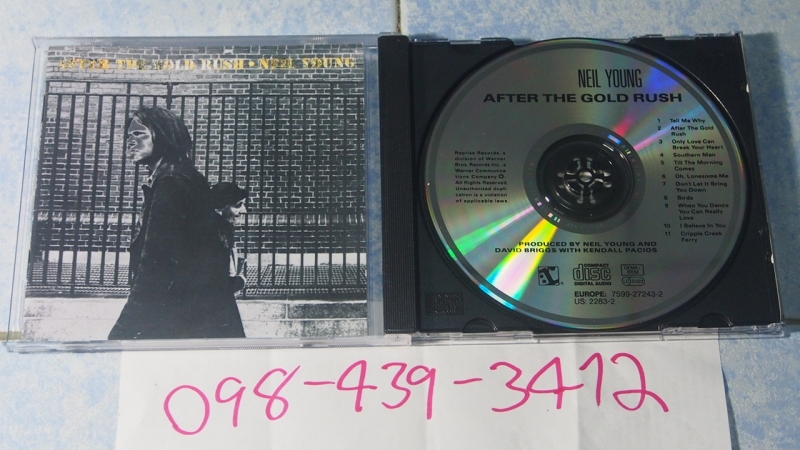 AFTER THE GOLD RUSH • NEIL YOUNG
NEIL YOUNG
AFTER THE GOLD RUSH
1 Tell Me Why
2 After The Gold
Rush
3 Only Love Can
Break Your Heart
4 Southern Man
5 Till The Morning
Comes
6 Oh, Lonesome Me
7 Don't Let It Bring
You Down
8 Birds
9 When You Dance
You Can Really
Love
10 I Believe In You
11 Cripple Creek
Ferry
Reprise Records, a
division of Warner
Bros. Records Inc. a
Warner Communica-
tions Company.
All Rights Reserved.
Unauthorized dupli-
cation is a violation
of applicable laws
PRODUCED BY NEIL YOUNG AND
DAVID BRIGGS WITH KENDALL PACIOS
COMPACT
disc
DIGITAL AUDIO
EUROPE: 7599-27243-2
US: 2283-2
098-439-3412